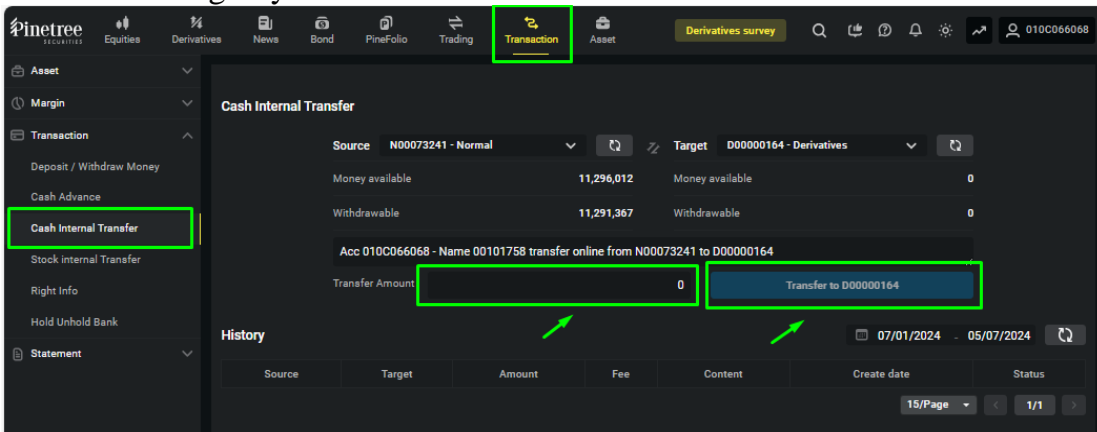 Pinetree
SECURITIES
Equities
Derivatives
News
Bond
PineFolio
Trading
Transaction
Asset
Derivatives survey
010C066068
Asset
Margin
Transaction
Deposit / Withdraw Money
Cash Advance
Cash Internal Transfer
Stock internal Transfer
Right Info
Hold Unhold Bank
Statement
Cash Internal Transfer
Source N00073241 - Normal Target D00000164 - Derivatives
Money available 11,296,012 Money available 0
Withdrawable 11,291,367 Withdrawable 0
Acc 010C066068 - Name 00101758 transfer online from N00073241 to D00000164
Transfer Amount 0 Transfer to D00000164
History 07/01/2024 - 05/07/2024
Source Target Amount Fee Content Create date Status
15/Page 1/1